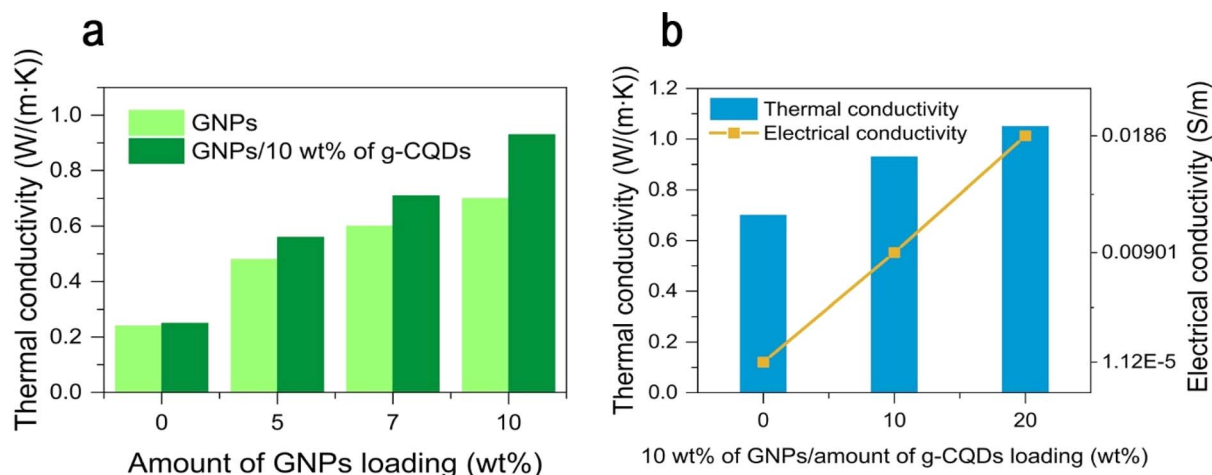 a
Thermal conductivity (W/(m·K))
1.0
0.8
0.6
0.4
0.2
0.0
GNPs
GNPs/10 wt% of g-CQDs
0 5 7 10
Amount of GNPs loading (wt%)
b
Thermal conductivity (W/(m·K))
1.2
1.0
0.8
0.6
0.4
0.2
0.0
Thermal conductivity
Electrical conductivity
0 10 20
10 wt% of GNPs/amount of g-CQDs loading (wt%)
0.0186
0.00901
1.12E-5
Electrical conductivity (S/m)